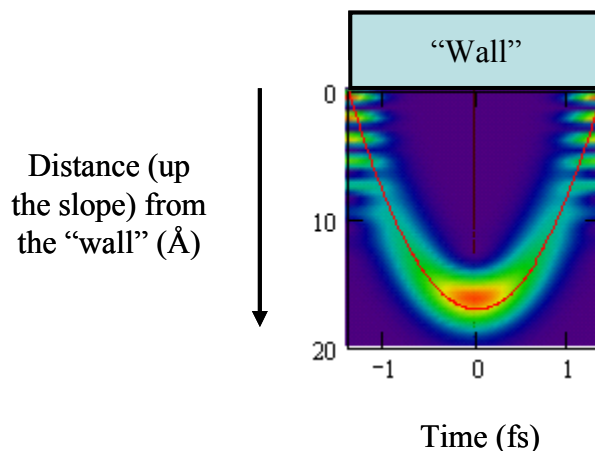 “Wall”
0
Distance (up
the slope) from
the “wall” (Å)
10
20
-1 0 1
Time (fs)